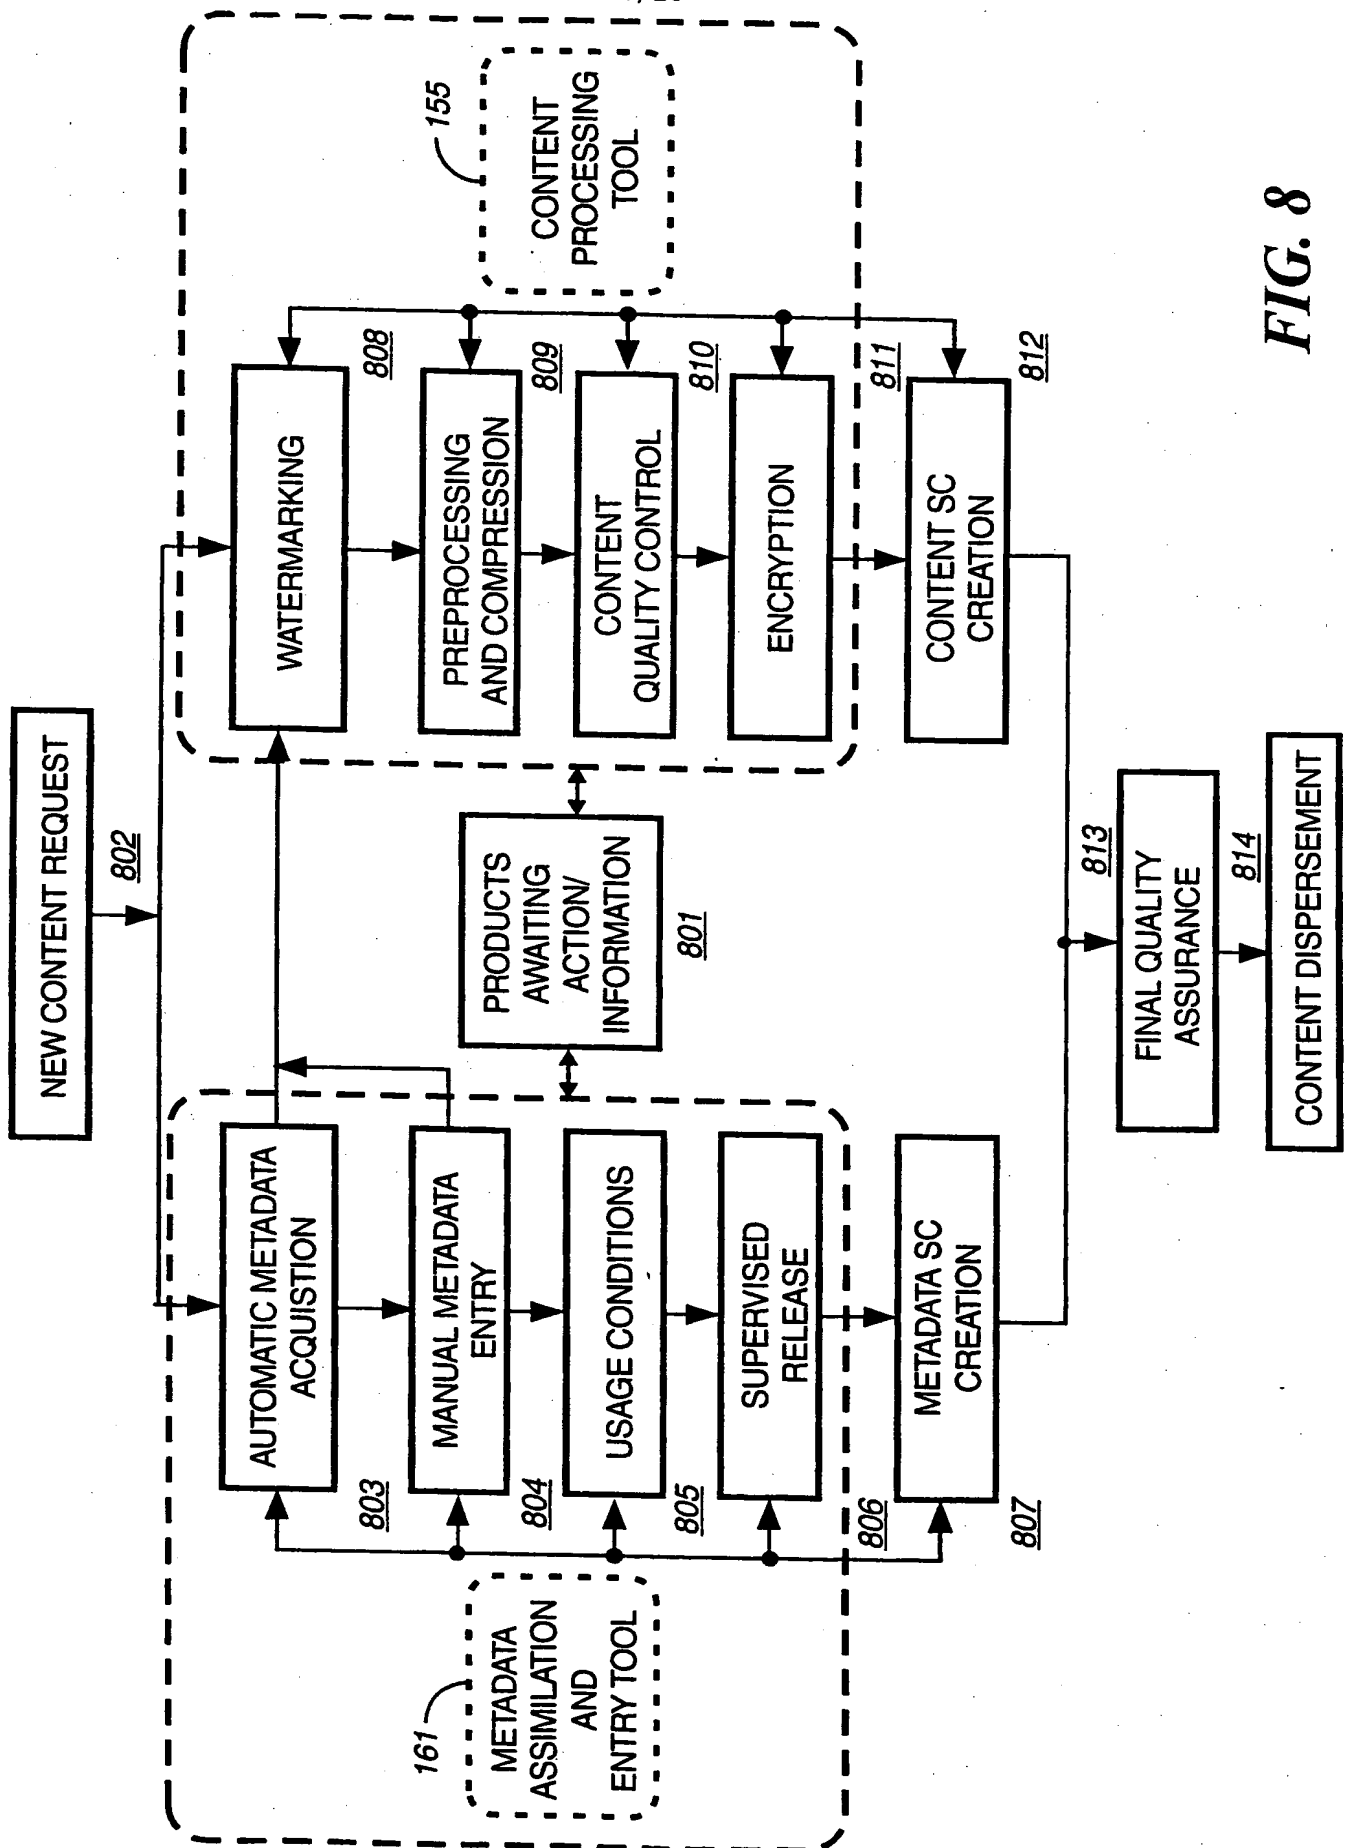 NEW CONTENT REQUEST
802
AUTOMATIC METADATA
ACQUISTION
803
MANUAL METADATA
ENTRY
804
USAGE CONDITIONS
805
SUPERVISED
RELEASE
806
METADATA SC
CREATION
807
161
METADATA
ASSIMILATION
AND
ENTRY TOOL
PRODUCTS
AWAITING
ACTION/
INFORMATION
801
WATERMARKING
808
PREPROCESSING
AND COMPRESSION
809
CONTENT
QUALITY CONTROL
810
ENCRYPTION
811
CONTENT SC
CREATION
812
155
CONTENT
PROCESSING
TOOL
813
FINAL QUALITY
ASSURANCE
814
CONTENT DISPERSEMENT
FIG. 8